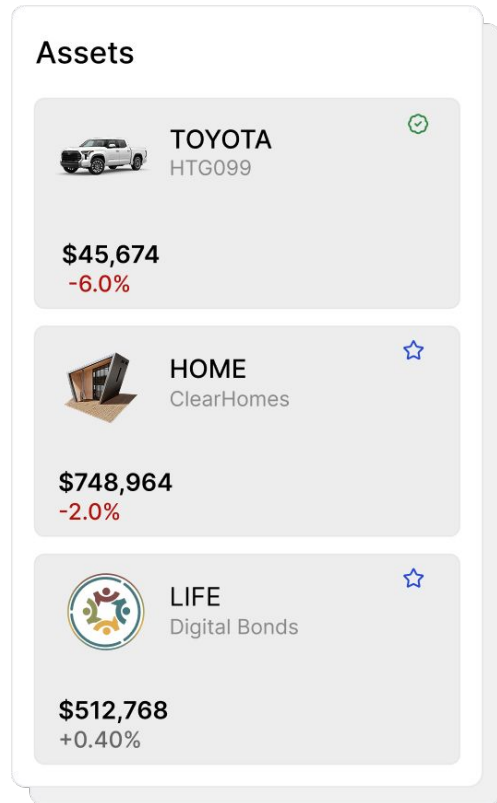 Assets
TOYOTA
HTG099
$45,674
-6.0%
HOME
ClearHomes
$748,964
-2.0%
LIFE
Digital Bonds
$512,768
+0.40%